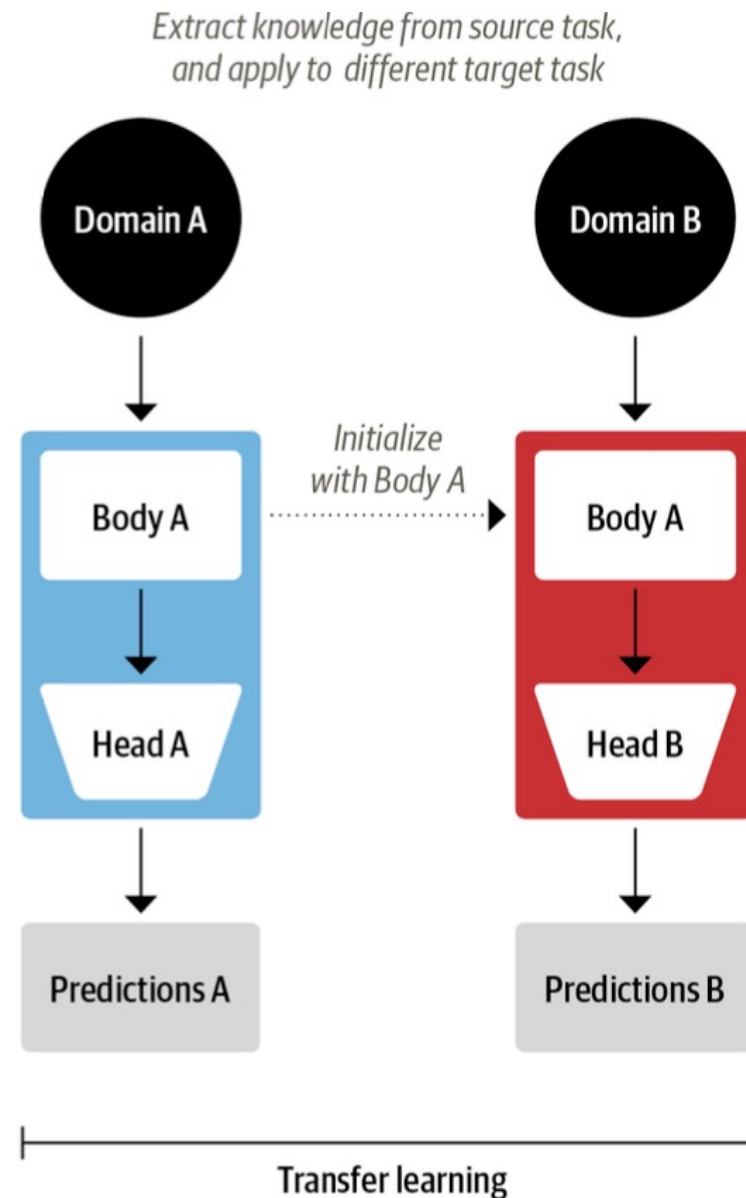 Extract knowledge from source task,
and apply to different target task
Domain A
Domain B
Initialize
with Body A
Body A
Body A
Head A
Head B
Predictions A
Predictions B
Transfer learning